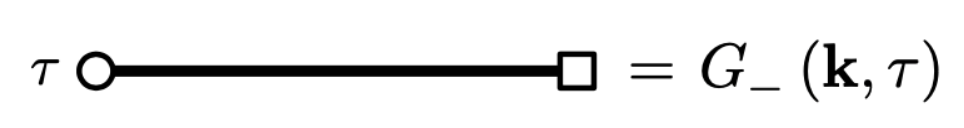 τ = G₋ (𝐤, τ)